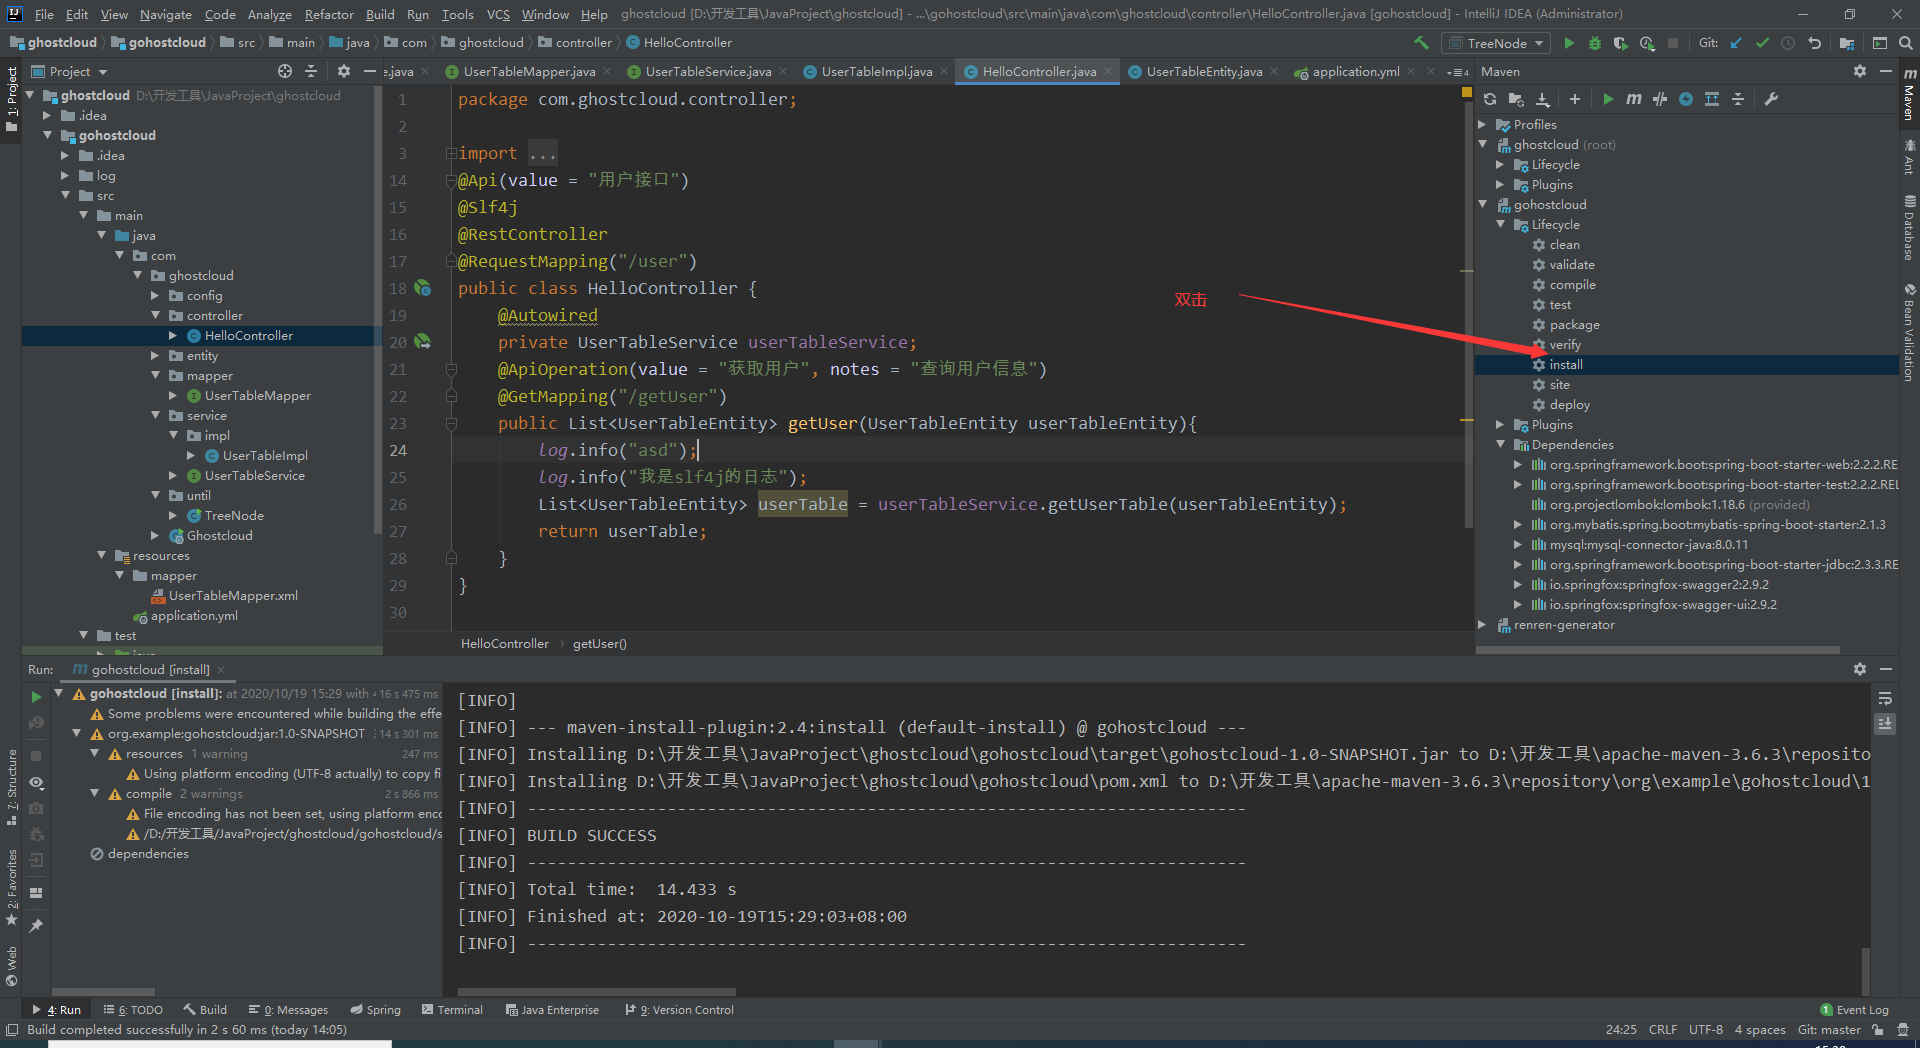 File Edit View Navigate Code Analyze Refactor Build Run Tools VCS Window Help ghostcloud [D:\开发工具\JavaProject\ghostcloud] - ...\gohostcloud\src\main\java\com\ghostcloud\controller\HelloController.java [gohostcloud] - IntelliJ IDEA (Administrator)
ghostcloud gohostcloud src main java com ghostcloud controller HelloController TreeNode Git:
Project e.java UserTableMapper.java UserTableService.java UserTableImpl.java HelloController.java UserTableEntity.java application.yml Maven
1: Project
7: Structure
2: Favorites
Web
ghostcloud D:\开发工具\JavaProject\ghostcloud
.idea
gohostcloud
.idea
log
src
main
java
com
ghostcloud
config
controller
HelloController
entity
mapper
UserTableMapper
service
impl
UserTableImpl
UserTableService
until
TreeNode
Ghostcloud
resources
mapper
UserTableMapper.xml
application.yml
test
java
1 package com.ghostcloud.controller;
2
3 import ...
14 @Api(value = "用户接口")
15 @Slf4j
16 @RestController
17 @RequestMapping("/user")
18 public class HelloController {
19 @Autowired
20 private UserTableService userTableService;
21 @ApiOperation(value = "获取用户", notes = "查询用户信息")
22 @GetMapping("/getUser")
23 public List<UserTableEntity> getUser(UserTableEntity userTableEntity){
24 log.info("asd");
25 log.info("我是slf4j的日志");
26 List<UserTableEntity> userTable = userTableService.getUserTable(userTableEntity);
27 return userTable;
28 }
29 }
30
HelloController › getUser()
双击
Profiles
ghostcloud (root)
Lifecycle
Plugins
gohostcloud
Lifecycle
clean
validate
compile
test
package
verify
install
site
deploy
Plugins
Dependencies
org.springframework.boot:spring-boot-starter-web:2.2.2.RE
org.springframework.boot:spring-boot-starter-test:2.2.2.REL
org.projectlombok:lombok:1.18.6 (provided)
org.mybatis.spring.boot:mybatis-spring-boot-starter:2.1.3
mysql:mysql-connector-java:8.0.11
org.springframework.boot:spring-boot-starter-jdbc:2.3.3.RE
io.springfox:springfox-swagger2:2.9.2
io.springfox:springfox-swagger-ui:2.9.2
renren-generator
Maven
Ant
Database
Bean Validation
Run: gohostcloud [install]
gohostcloud [install]: at 2020/10/19 15:29 with 16 s 475 ms
Some problems were encountered while building the effe
org.example:gohostcloud:jar:1.0-SNAPSHOT 14 s 301 ms
resources 1 warning 247 ms
Using platform encoding (UTF-8 actually) to copy fi
compile 2 warnings 2 s 866 ms
File encoding has not been set, using platform enc
/D:/开发工具/JavaProject/ghostcloud/gohostcloud/s
dependencies
[INFO]
[INFO] --- maven-install-plugin:2.4:install (default-install) @ gohostcloud ---
[INFO] Installing D:\开发工具\JavaProject\ghostcloud\gohostcloud\target\gohostcloud-1.0-SNAPSHOT.jar to D:\开发工具\apache-maven-3.6.3\reposito
[INFO] Installing D:\开发工具\JavaProject\ghostcloud\gohostcloud\pom.xml to D:\开发工具\apache-maven-3.6.3\repository\org\example\gohostcloud\1
[INFO] ------------------------------------------------------------------------
[INFO] BUILD SUCCESS
[INFO] ------------------------------------------------------------------------
[INFO] Total time:  14.433 s
[INFO] Finished at: 2020-10-19T15:29:03+08:00
[INFO] ------------------------------------------------------------------------
4: Run 6: TODO Build 0: Messages Spring Terminal Java Enterprise 9: Version Control 1 Event Log
Build completed successfully in 2 s 60 ms (today 14:05) 24:25 CRLF UTF-8 4 spaces Git: master